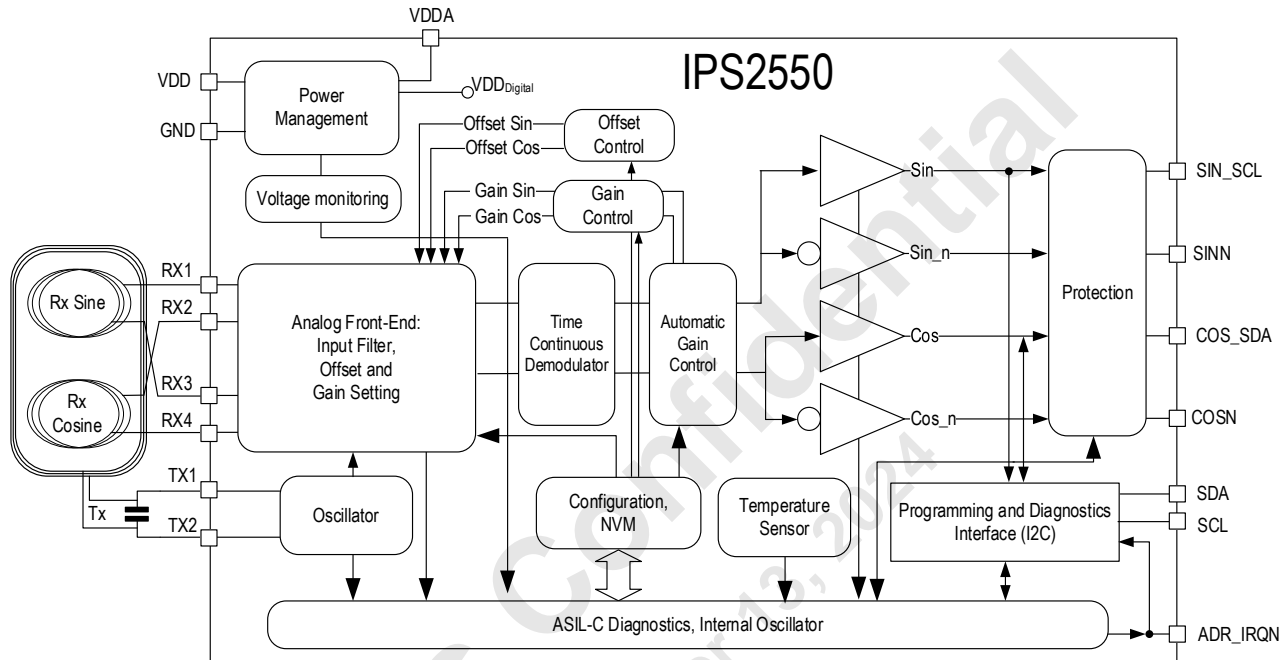 VDDA
IPS2550
VDD
GND
Power
Management
VDDDigital
Offset Sin
Offset Cos
Offset
Control
Voltage monitoring
Gain Sin
Gain Cos
Gain
Control
Sin
SIN_SCL
Sin_n
SINN
Protection
RX1
RX2
RX3
RX4
Rx Sine
Rx
Cosine
Analog Front-End:
Input Filter,
Offset and
Gain Setting
Time
Continuous
Demodulator
Automatic
Gain
Control
Cos
COS_SDA
Cos_n
COSN
TX1
Tx
TX2
Oscillator
Configuration,
NVM
Temperature
Sensor
Programming and Diagnostics
Interface (I2C)
SDA
SCL
ASIL-C Diagnostics, Internal Oscillator
ADR_IRQN
Confidential
13, 2024